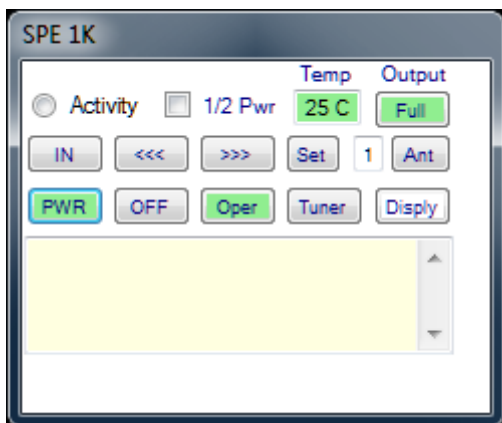 SPE 1K
Temp Output
Activity 1/2 Pwr 25 C Full
IN <<< >>> Set 1 Ant
PWR OFF Oper Tuner Disply